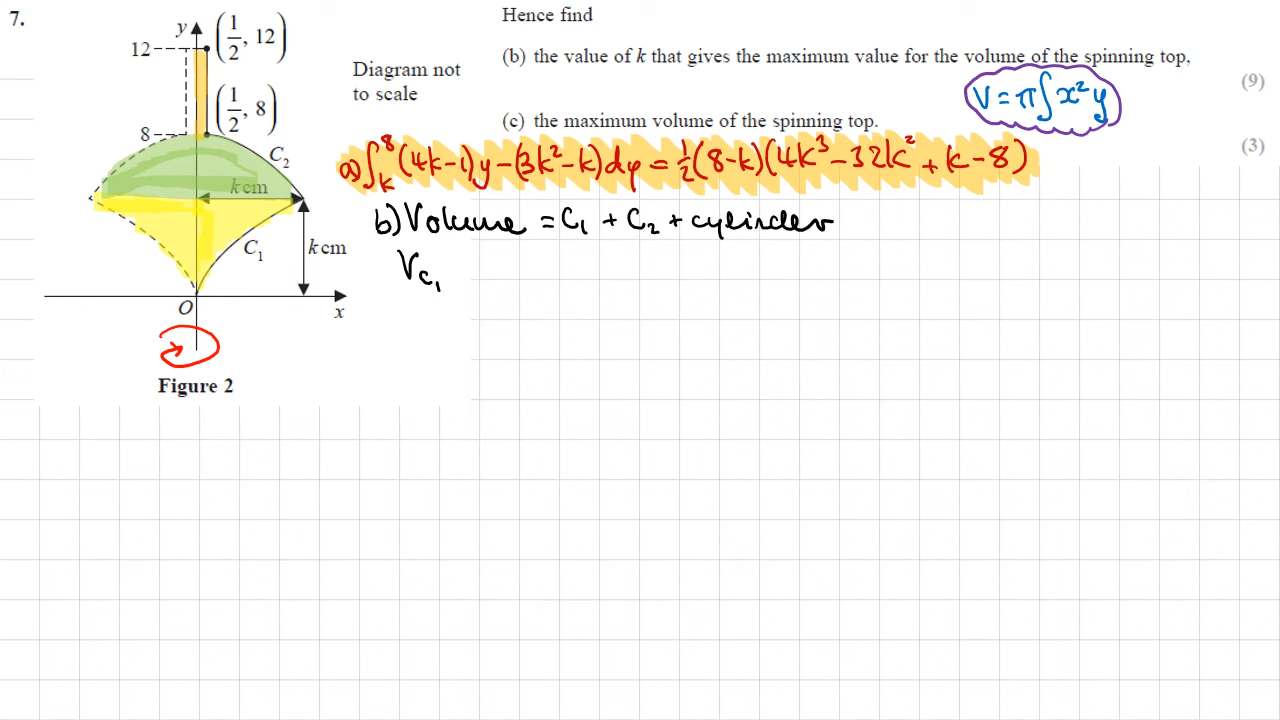 7.
y
(1/2, 12)
12
Diagram not
to scale
(1/2, 8)
8
C₂
k cm
C₁
k cm
O
x
Figure 2
Hence find
(b) the value of k that gives the maximum value for the volume of the spinning top,
(9)
V = π∫x²y
(c) the maximum volume of the spinning top.
(3)
a) ∫ₖ⁸ (4k-1)y - (3k²-k)dy = 1/2(8-k)(4k³-32k²+k-8)
b) Volume = C₁ + C₂ + cylinder
V_C₁